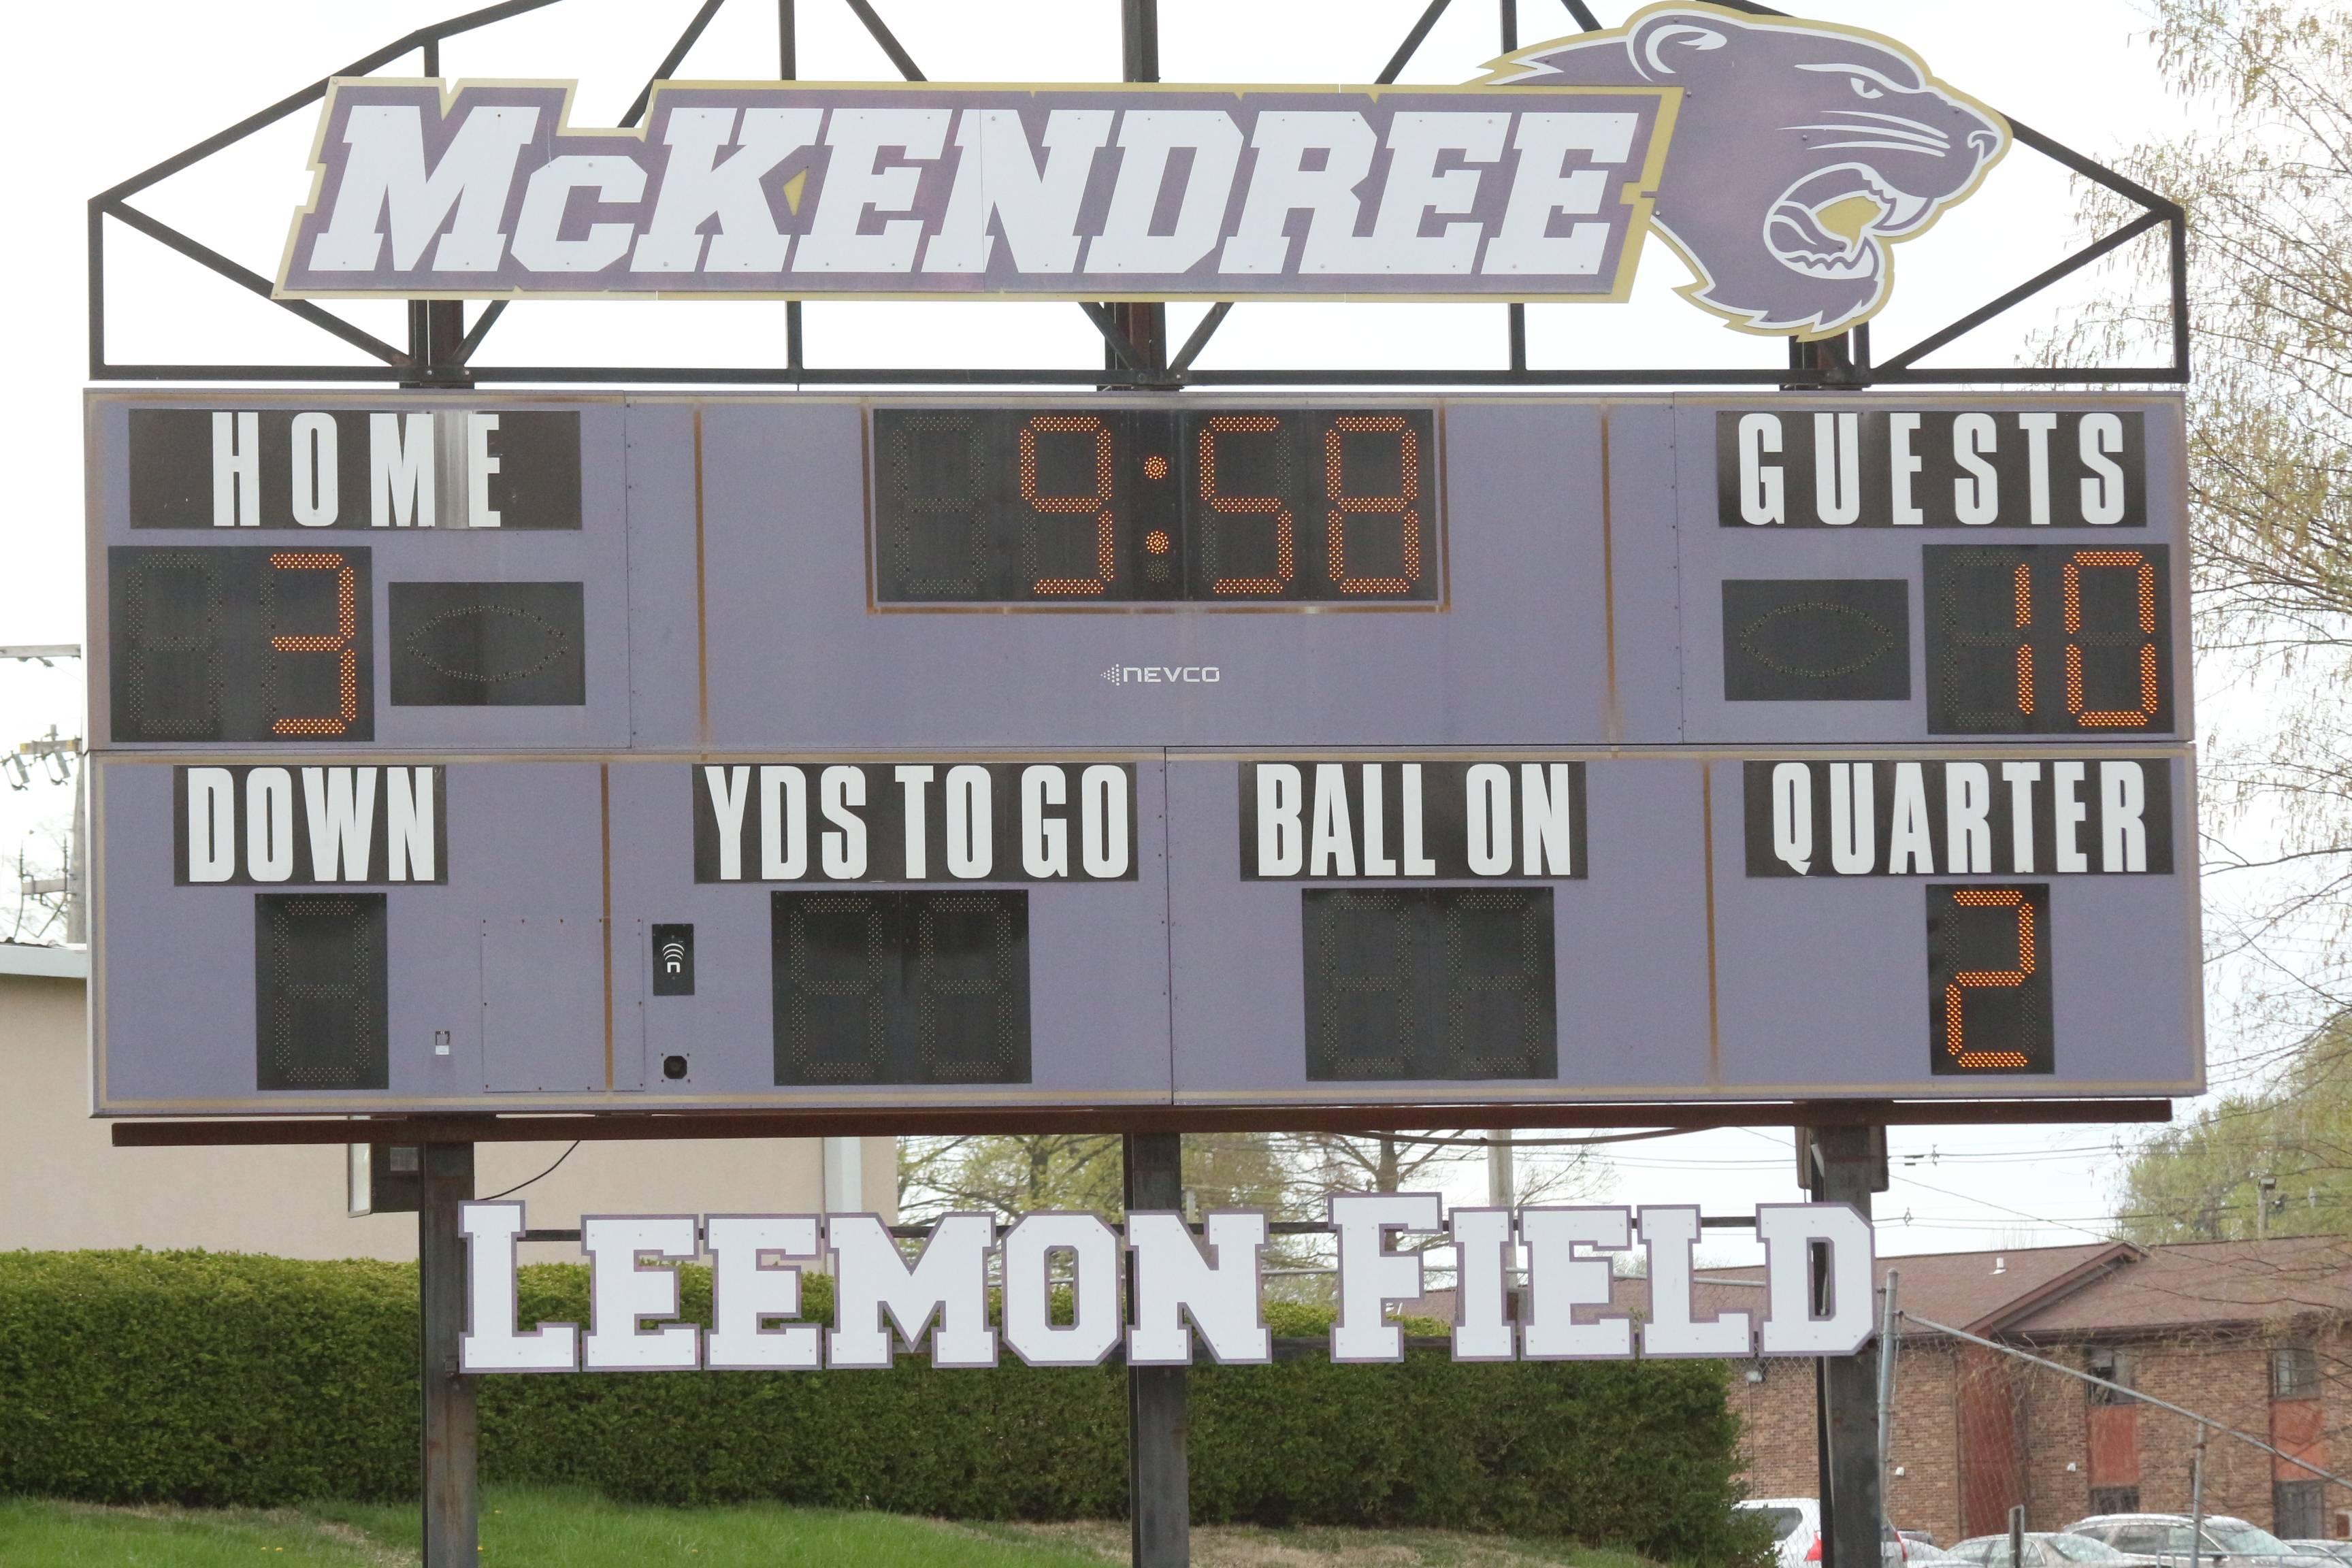 McKENDREE
HOME 9:58 GUESTS
3 10
NEVCO
DOWN YDS TO GO BALL ON QUARTER
2
LEEMON FIELD